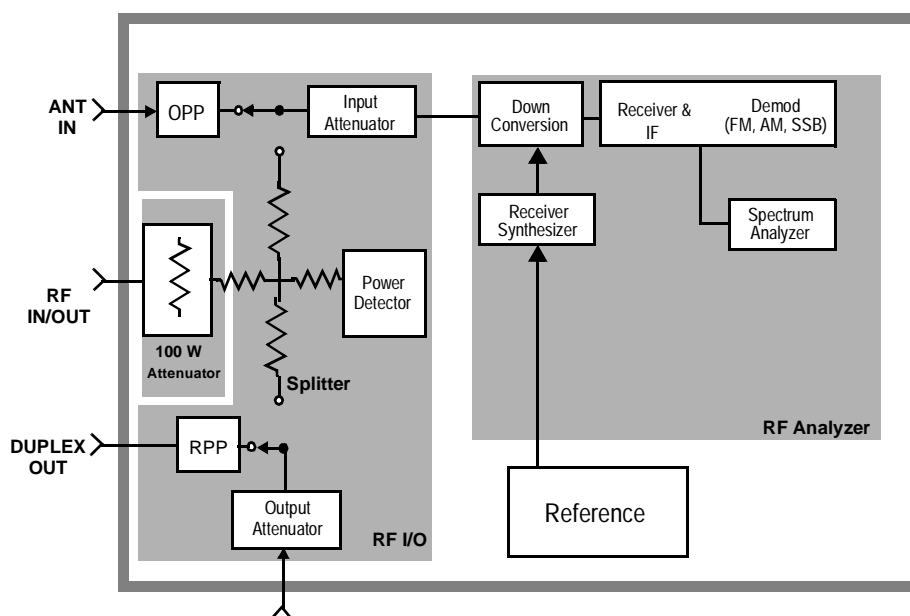 ANT
IN
OPP
Input
Attenuator
Down
Conversion
Receiver &
IF
Demod
(FM, AM, SSB)
Receiver
Synthesizer
Spectrum
Analyzer
RF
IN/OUT
100 W
Attenuator
Power
Detector
Splitter
DUPLEX
OUT
RPP
Output
Attenuator
RF I/O
RF Analyzer
Reference